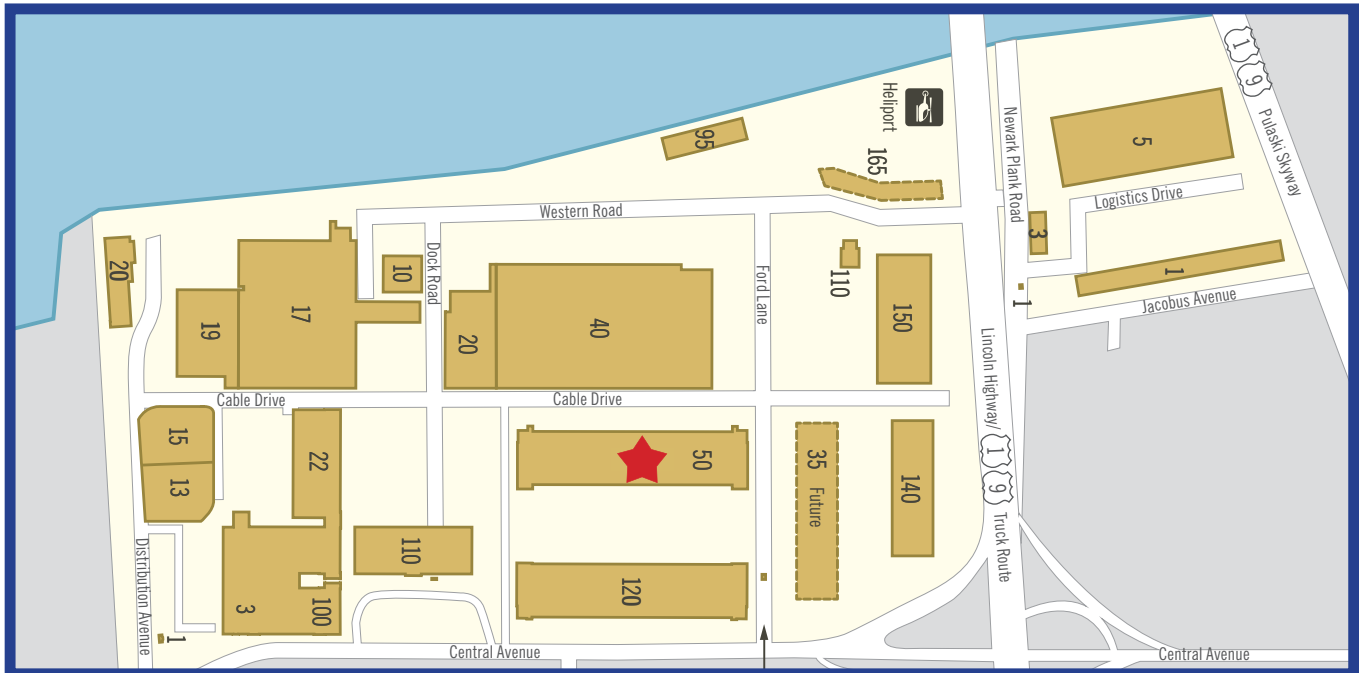 1
9
Pulaski Skyway
Heliport
Newark Plank Road
5
95
165
Logistics Drive
Western Road
3
20
10
Dock Road
Ford Lane
110
1
1
Jacobus Avenue
17
19
20
40
150
Lincoln Highway/
1
9
Truck Route
Cable Drive
Cable Drive
15
13
22
50
35 Future
140
110
120
3
100
Distribution Avenue
1
Central Avenue
Central Avenue